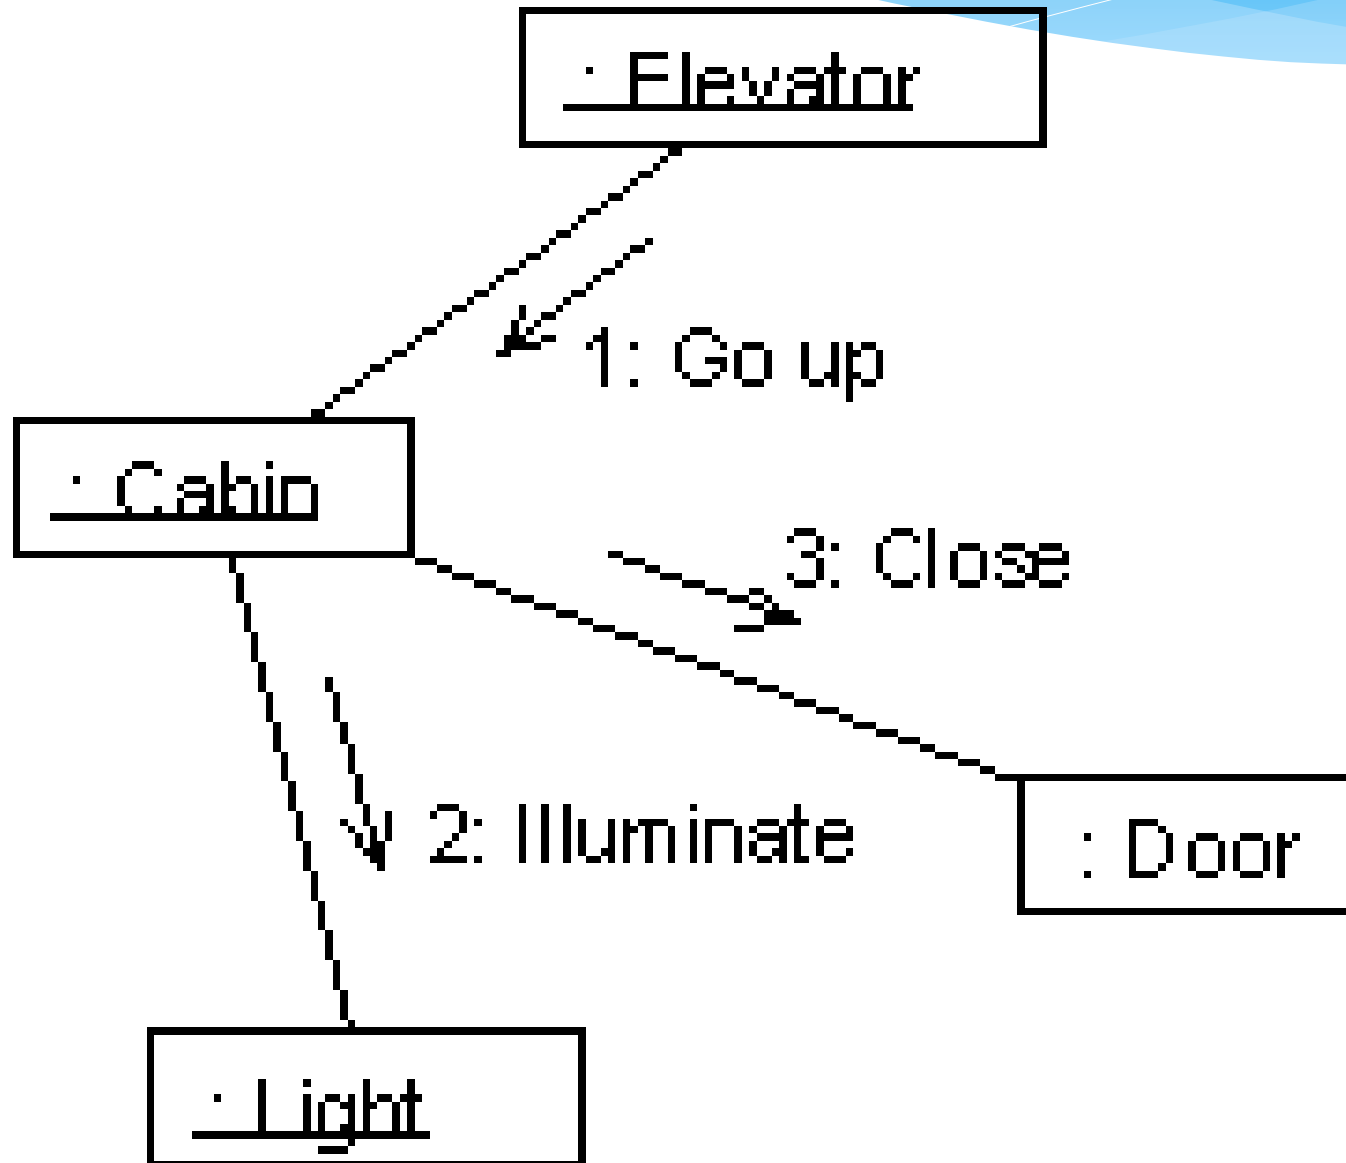 : Elevator
1: Go up
: Cabin
3: Close
2: Illuminate
: Door
: Light